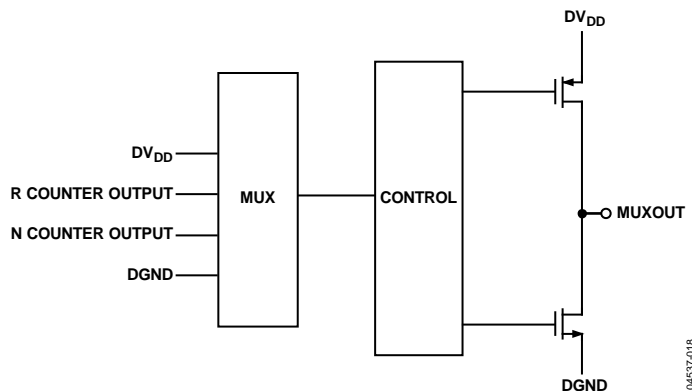 DVDD
DVDD
R COUNTER OUTPUT
N COUNTER OUTPUT
DGND
MUX
CONTROL
MUXOUT
DGND
04537-018